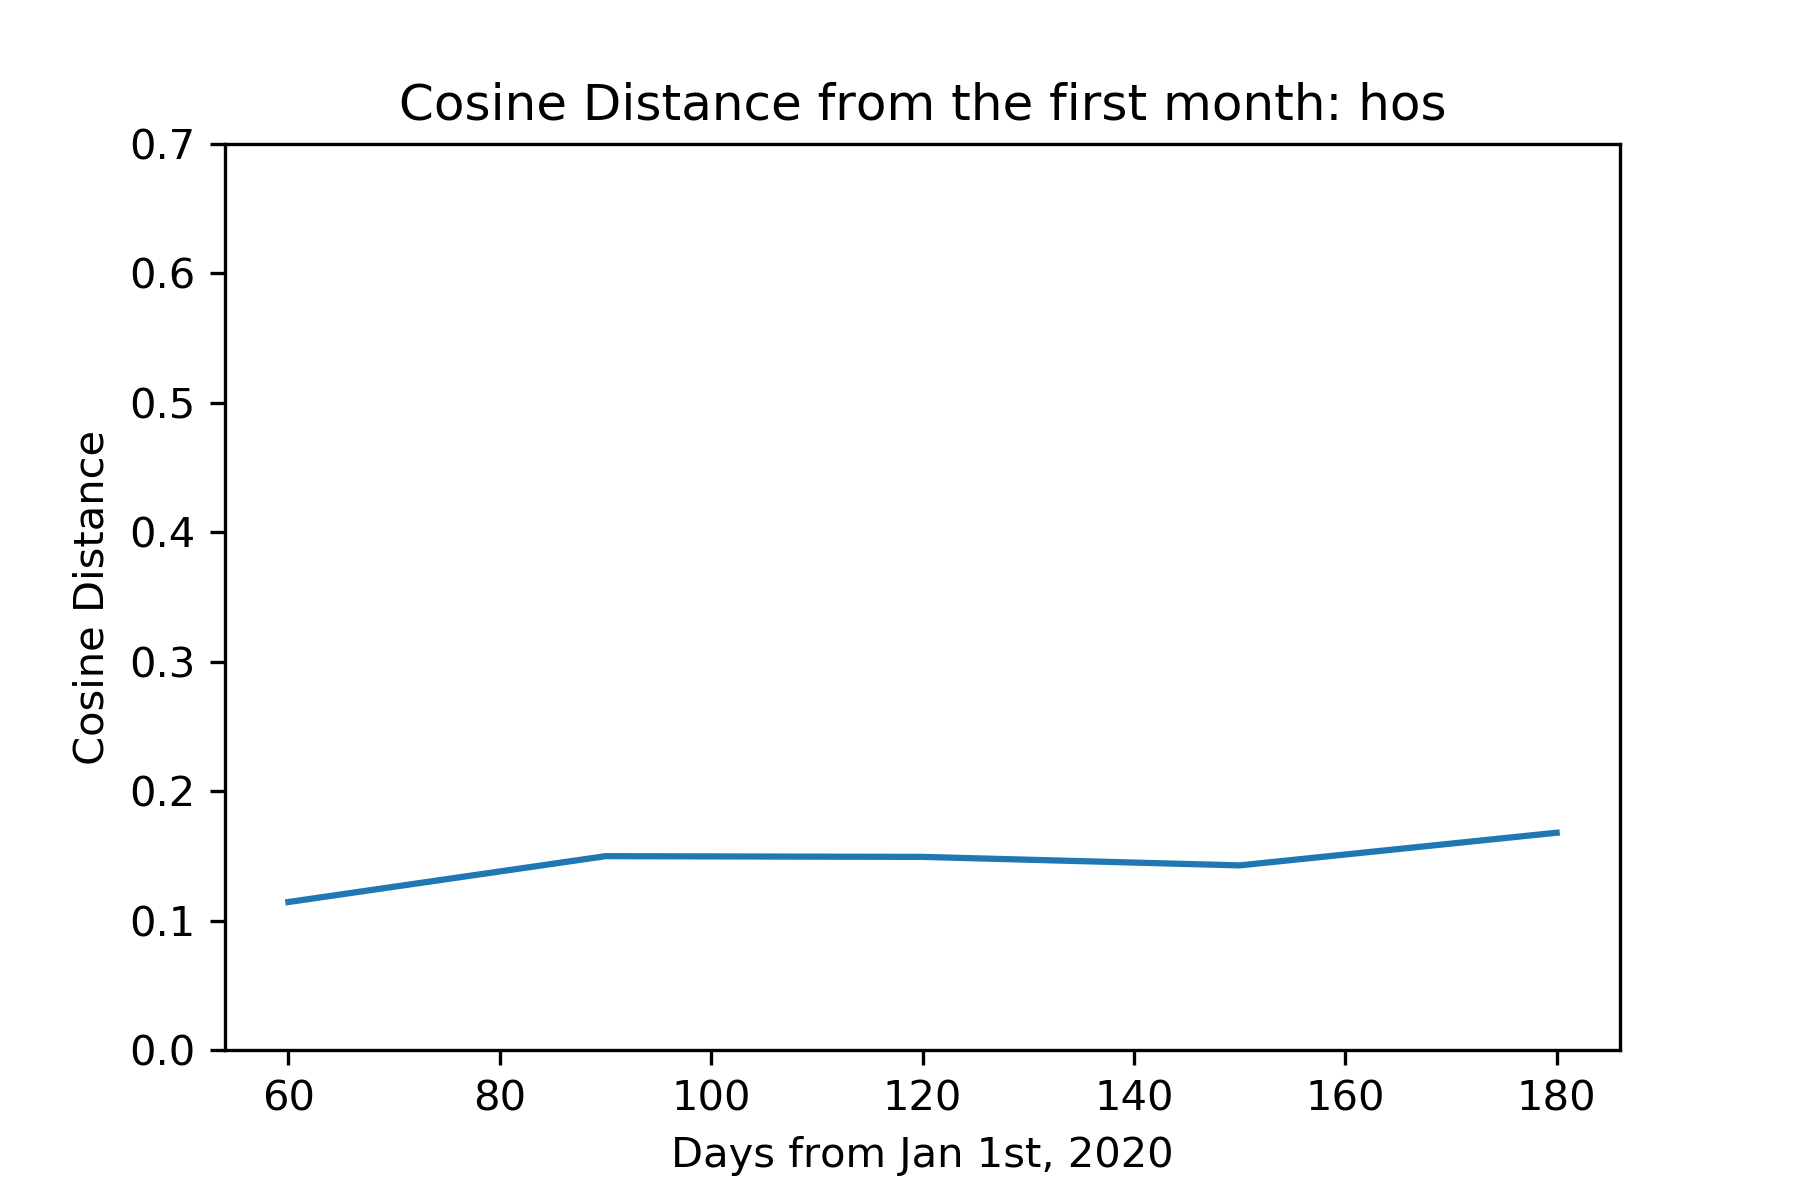 Cosine Distance from the first month: hos
0.7
0.6
0.5
0.4
0.3
0.2
0.1
0.0
Cosine Distance
60 80 100 120 140 160 180
Days from Jan 1st, 2020